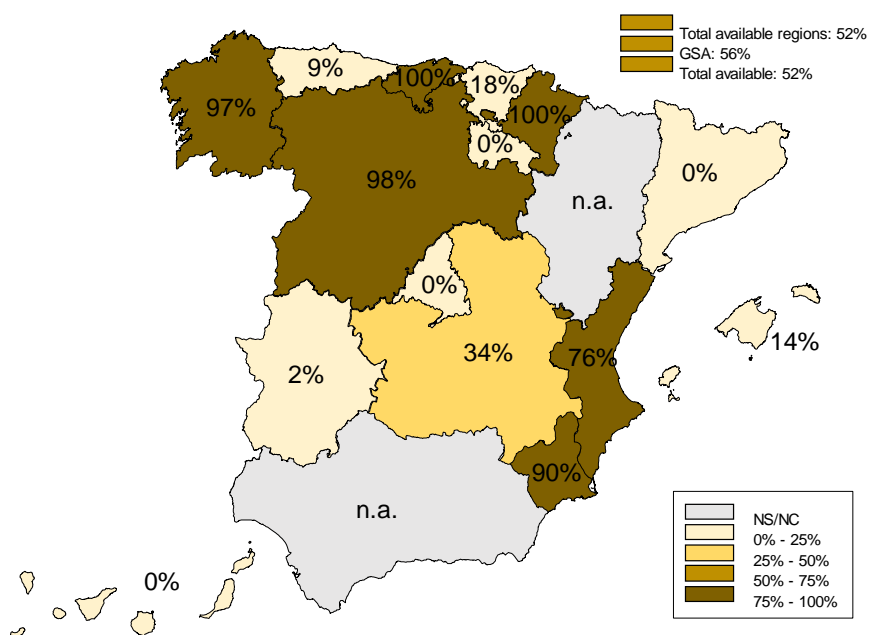 Total available regions: 52%
GSA: 56%
Total available: 52%
9%
100%
18%
97%
100%
0%
98%
0%
n.a.
0%
14%
34%
76%
2%
90%
n.a.
0%
NS/NC
0% - 25%
25% - 50%
50% - 75%
75% - 100%